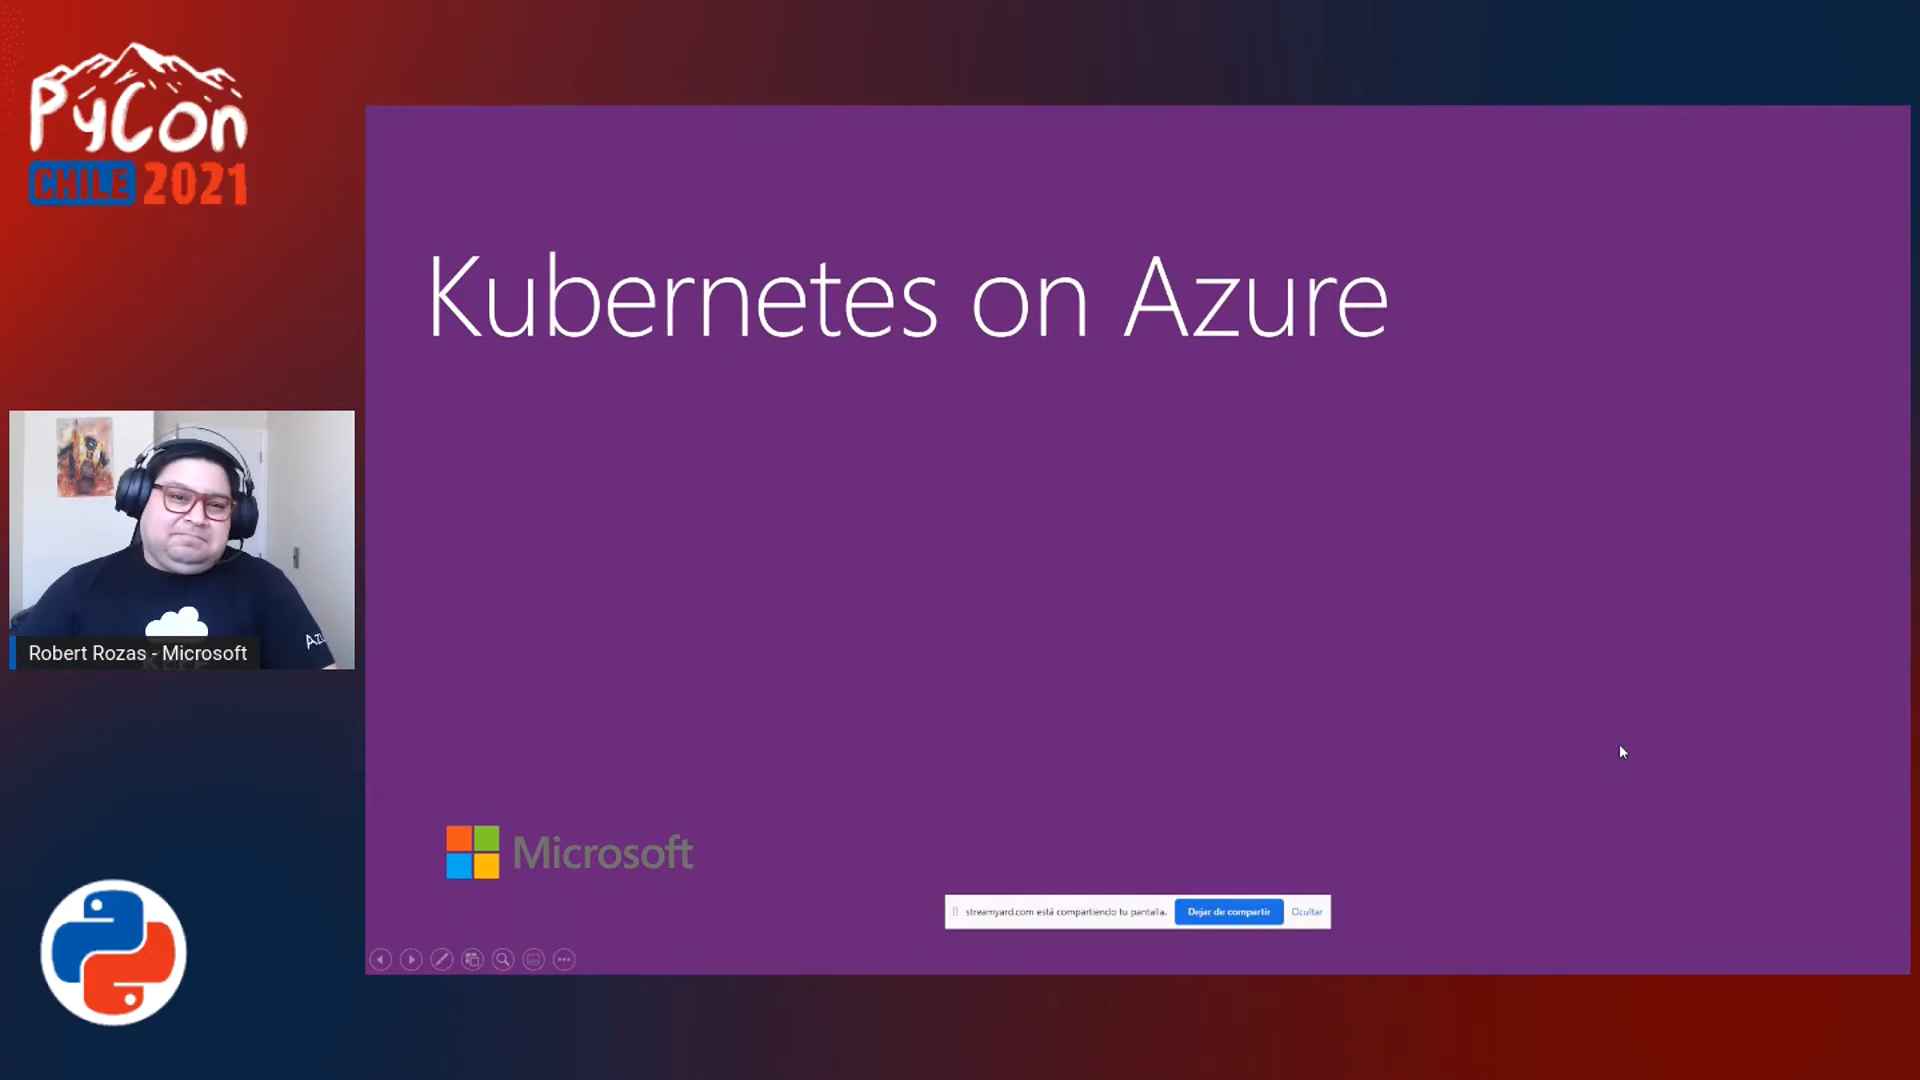 PyCon
CHILE 2021
Kubernetes on Azure
AZU
Robert Rozas - Microsoft
Microsoft
streamyard.com está compartiendo tu pantalla.
Dejar de compartir
Ocultar